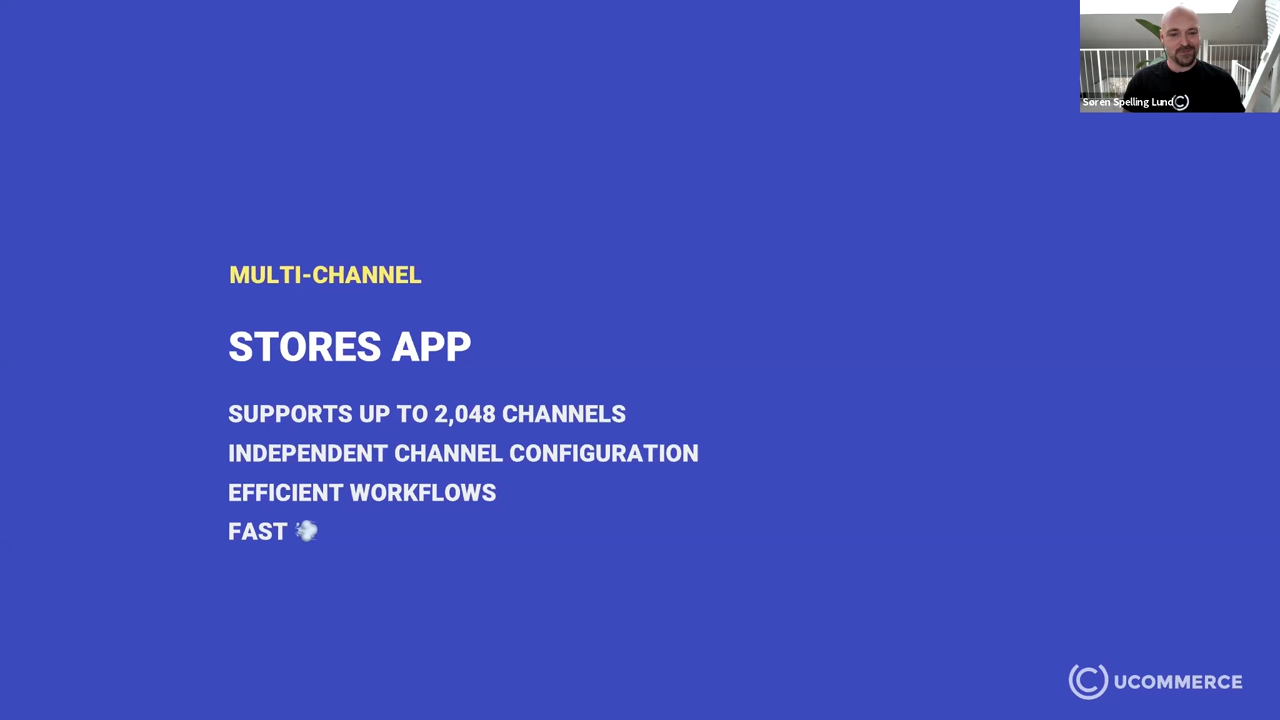 Søren Spelling Lund
MULTI-CHANNEL
STORES APP
SUPPORTS UP TO 2,048 CHANNELS
INDEPENDENT CHANNEL CONFIGURATION
EFFICIENT WORKFLOWS
FAST 💨
UCOMMERCE